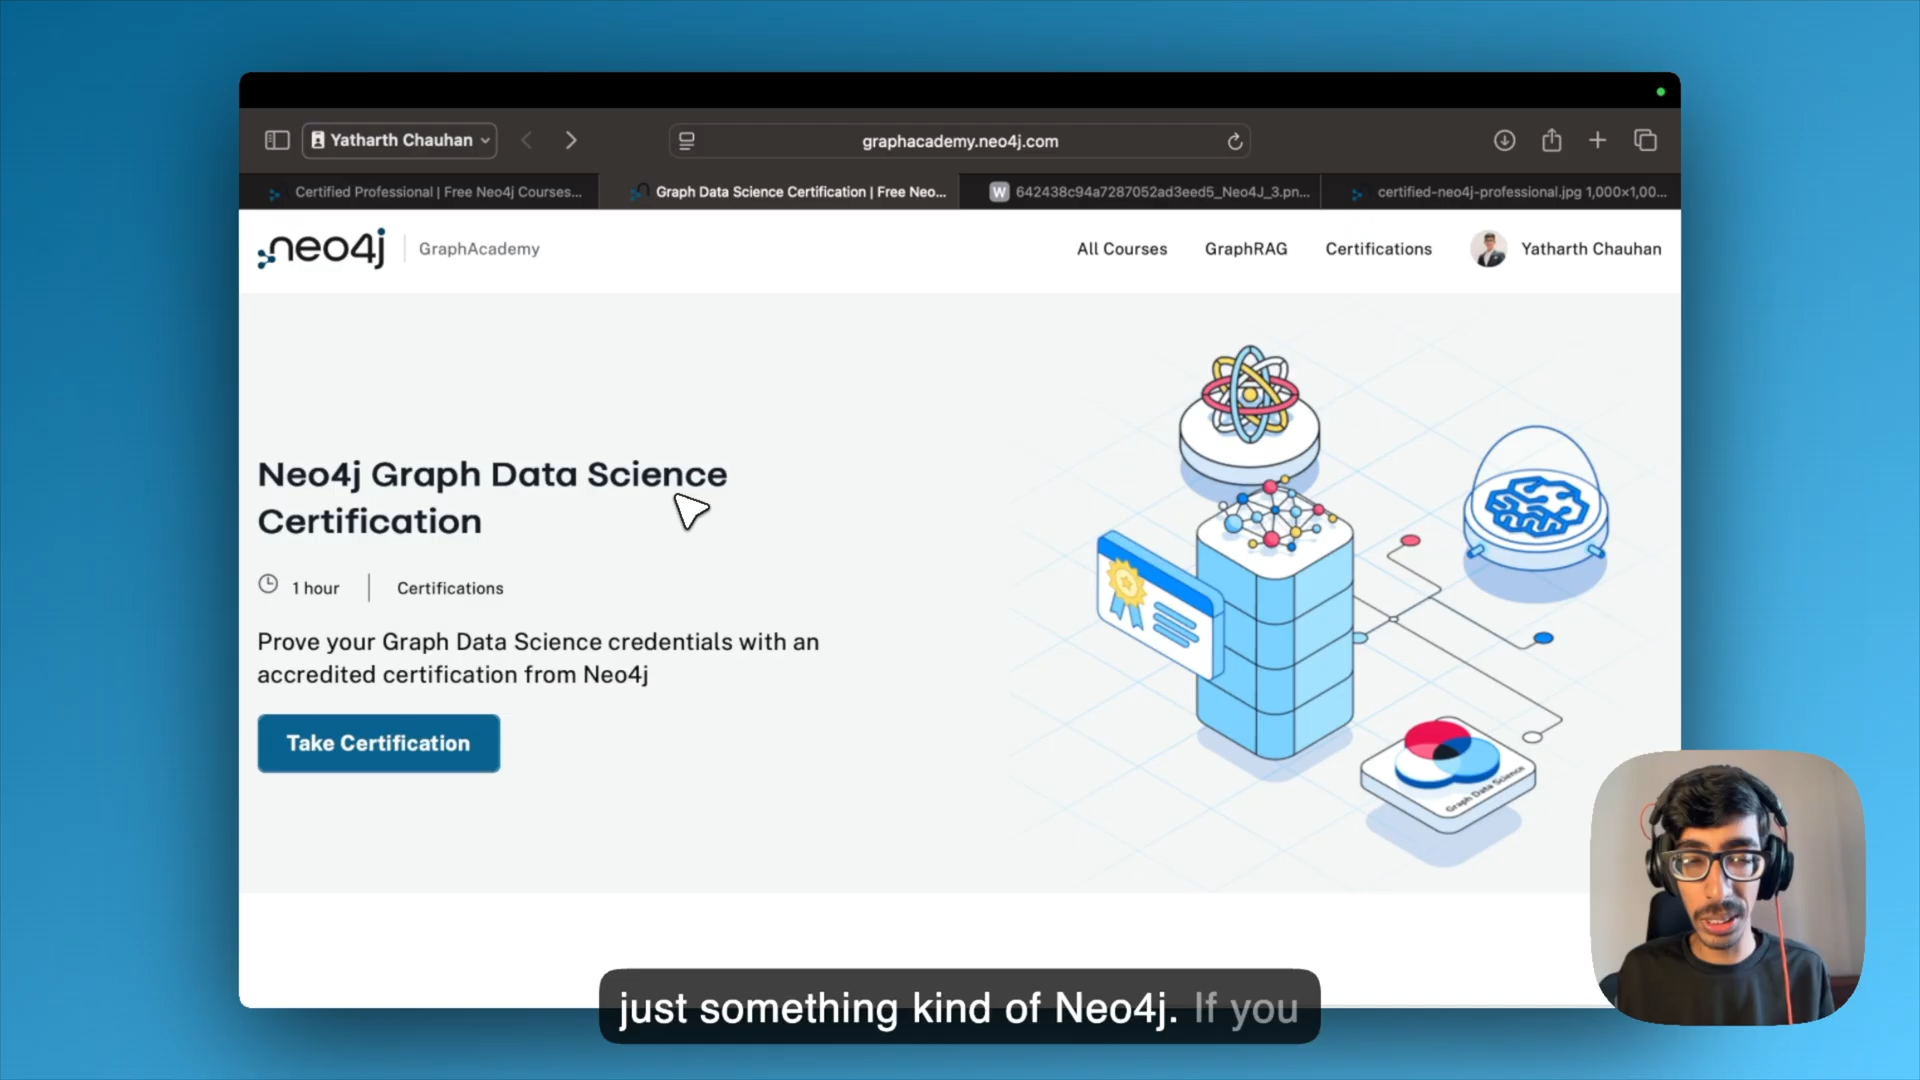 Yatharth Chauhan
graphacademy.neo4j.com
Certified Professional | Free Neo4j Courses...
Graph Data Science Certification | Free Neo...
W 642438c94a7287052ad3eed5_Neo4J_3.pn...
certified-neo4j-professional.jpg 1,000×1,00...
neo4j
GraphAcademy
All Courses
GraphRAG
Certifications
Yatharth Chauhan
Neo4j Graph Data Science
Certification
1 hour
Certifications
Prove your Graph Data Science credentials with an
accredited certification from Neo4j
Take Certification
Graph Data Science
just something kind of Neo4j. If you